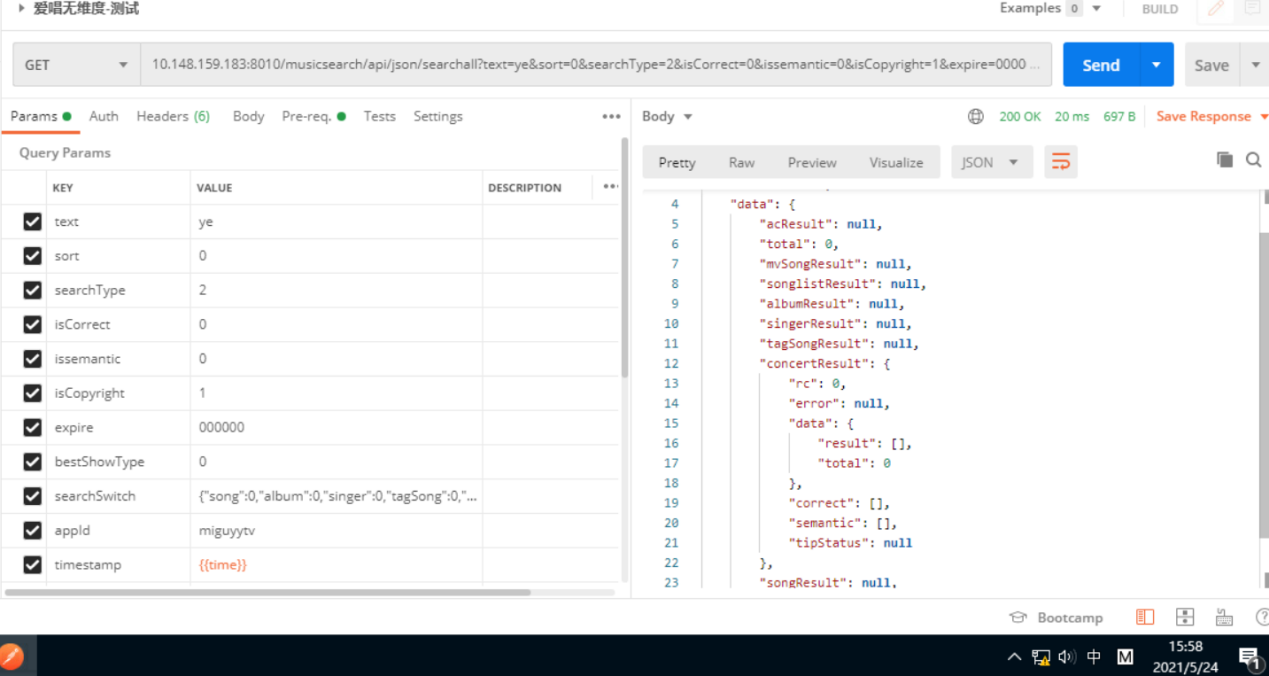 爱唱无维度-测试
Examples 0 BUILD
GET 10.148.159.183:8010/musicsearch/api/json/searchall?text=ye&sort=0&searchType=2&isCorrect=0&issemantic=0&isCopyright=1&expire=0000 ... Send Save
Params Auth Headers (6) Body Pre-req. Tests Settings
Body 200 OK 20 ms 697 B Save Response
Query Params
Pretty Raw Preview Visualize JSON
KEY VALUE DESCRIPTION
text ye
sort 0
searchType 2
isCorrect 0
issemantic 0
isCopyright 1
expire 000000
bestShowType 0
searchSwitch {"song":0,"album":0,"singer":0,"tagSong":0,"...
appId miguyytv
timestamp {{time}}
4 "data": {
5 "acResult": null,
6 "total": 0,
7 "mvSongResult": null,
8 "songlistResult": null,
9 "albumResult": null,
10 "singerResult": null,
11 "tagSongResult": null,
12 "concertResult": {
13 "rc": 0,
14 "error": null,
15 "data": {
16 "result": [],
17 "total": 0
18 },
19 "correct": [],
20 "semantic": [],
21 "tipStatus": null
22 },
23 "songResult": null,
Bootcamp
中 M 15:58
2021/5/24 1